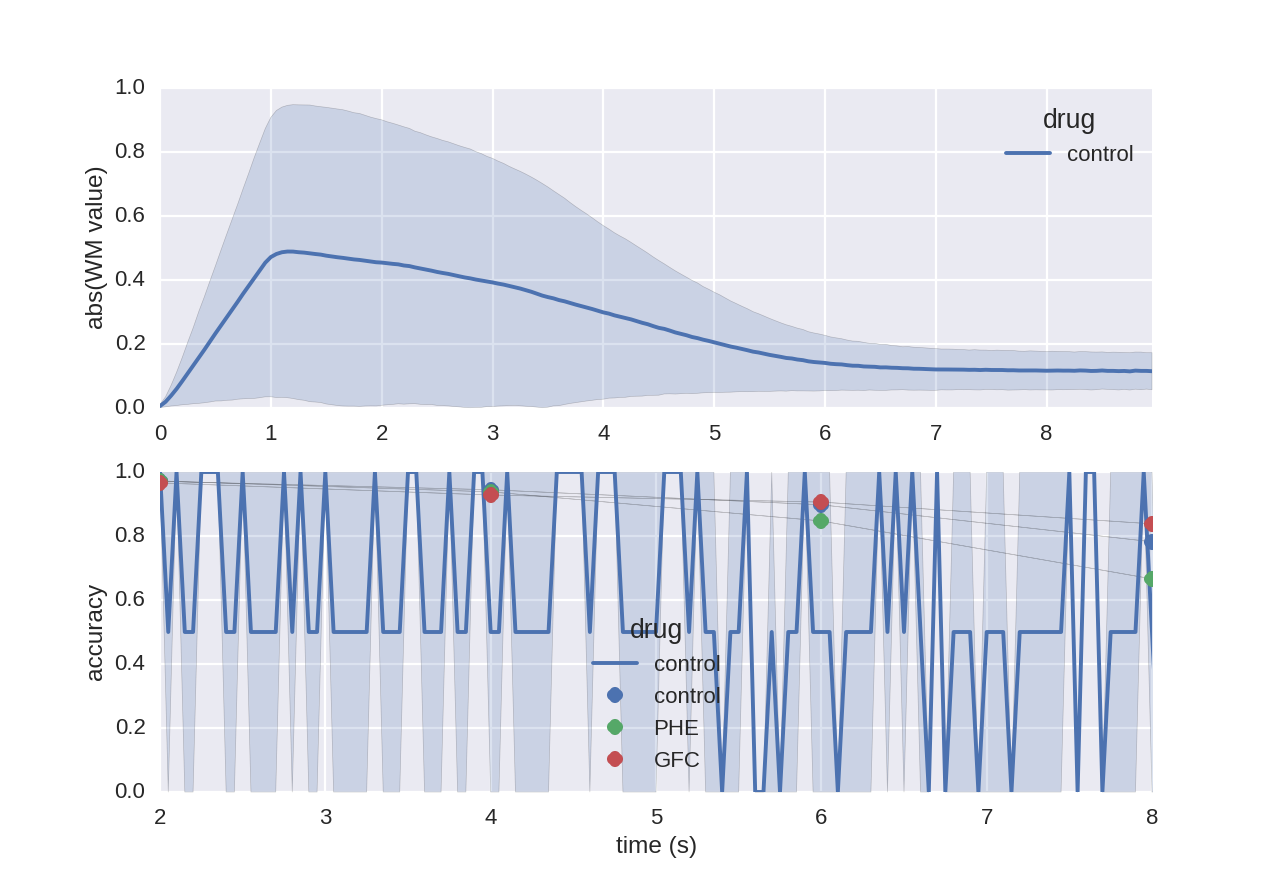 1.0
0.8
0.6
0.4
0.2
0.0
abs(WM value)
drug
control
0 1 2 3 4 5 6 7 8
1.0
0.8
0.6
0.4
0.2
0.0
accuracy
drug
control
control
PHE
GFC
2 3 4 5 6 7 8
time (s)